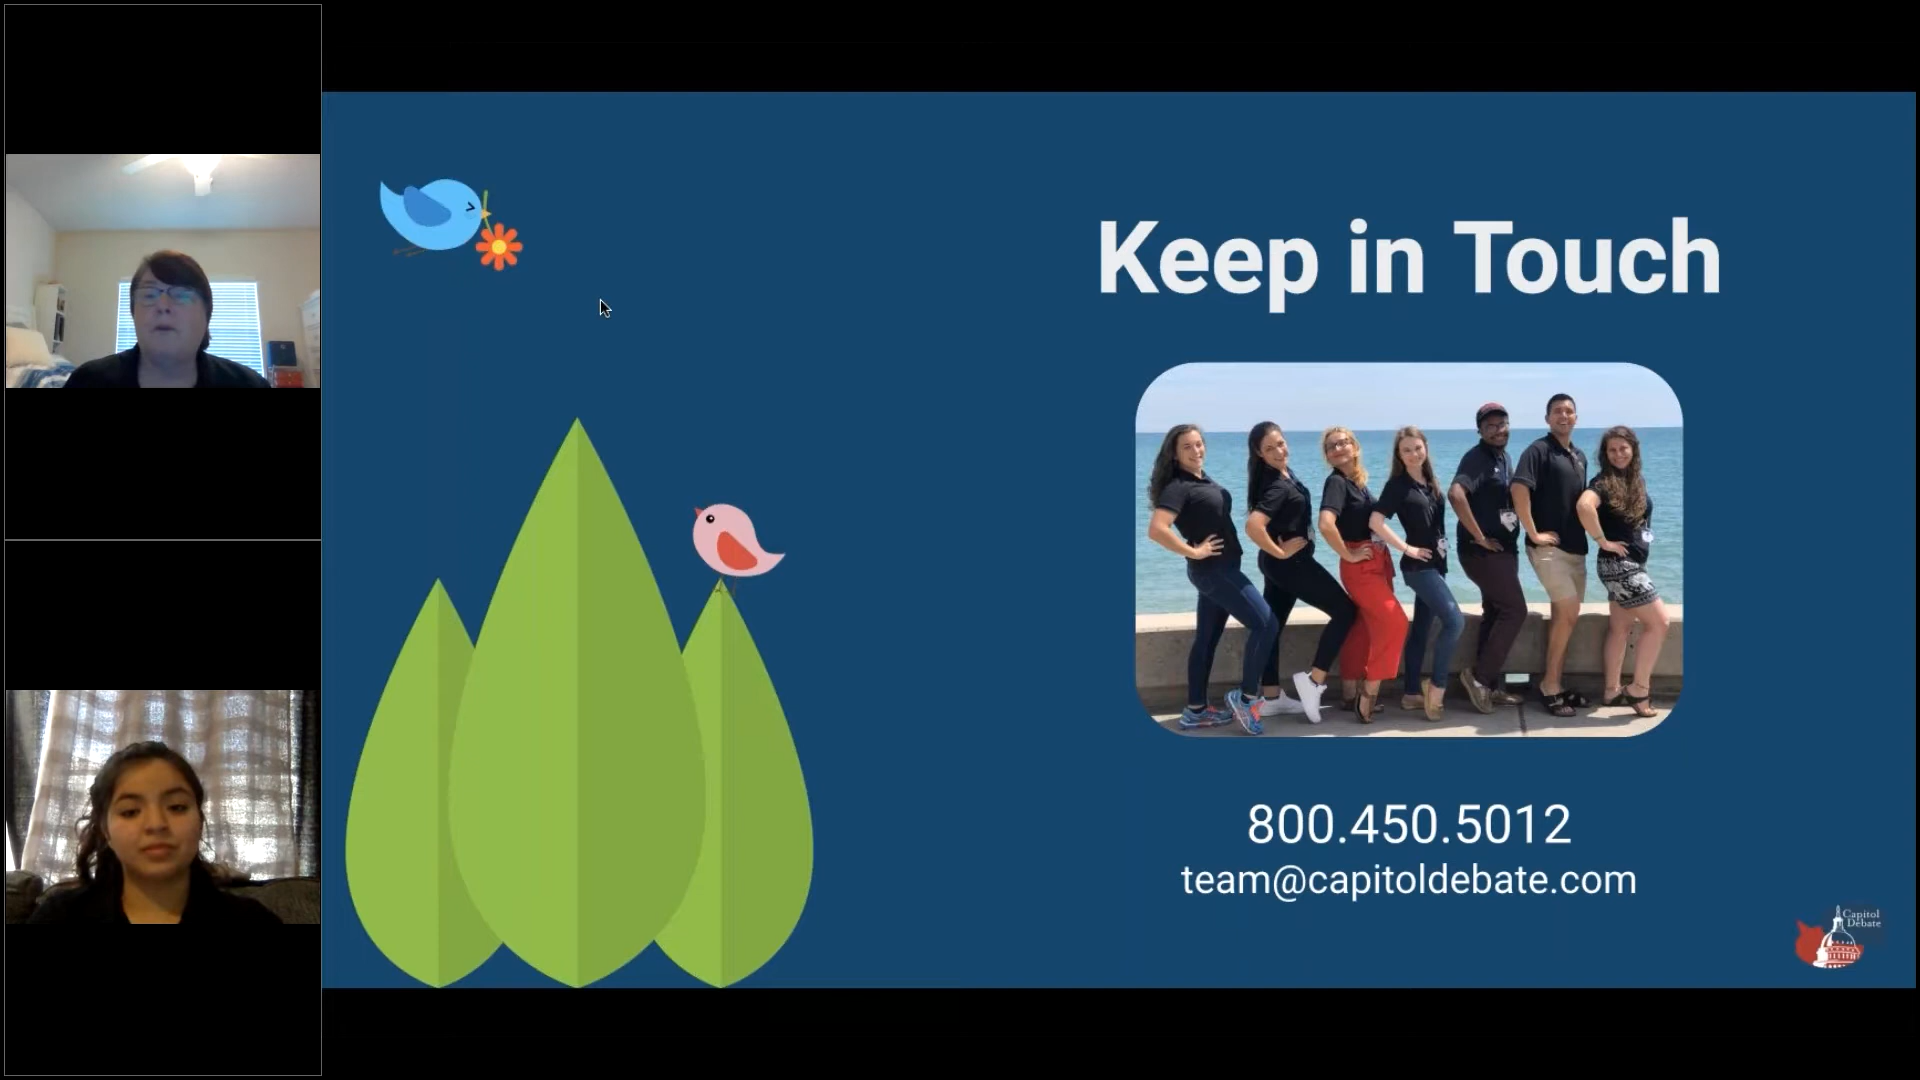 Keep in Touch
800.450.5012
team@capitoldebate.com
Capitol
Debate